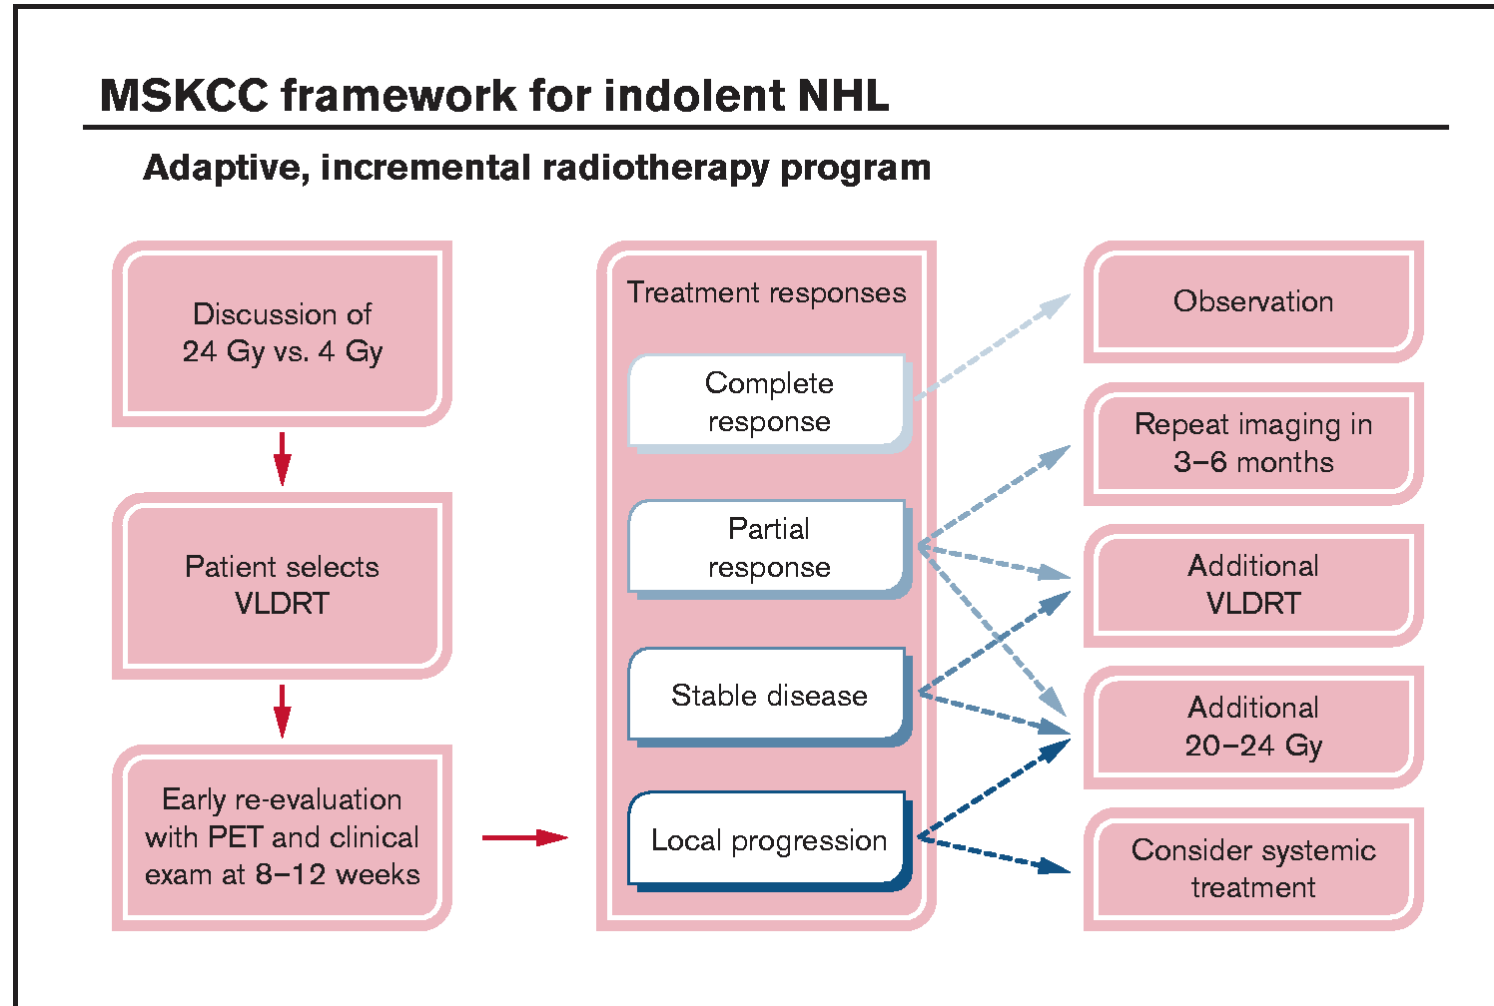 MSKCC framework for indolent NHL
Adaptive, incremental radiotherapy program
Discussion of
24 Gy vs. 4 Gy
Patient selects
VLDRT
Early re-evaluation
with PET and clinical
exam at 8–12 weeks
Treatment responses
Complete
response
Partial
response
Stable disease
Local progression
Observation
Repeat imaging in
3–6 months
Additional
VLDRT
Additional
20–24 Gy
Consider systemic
treatment